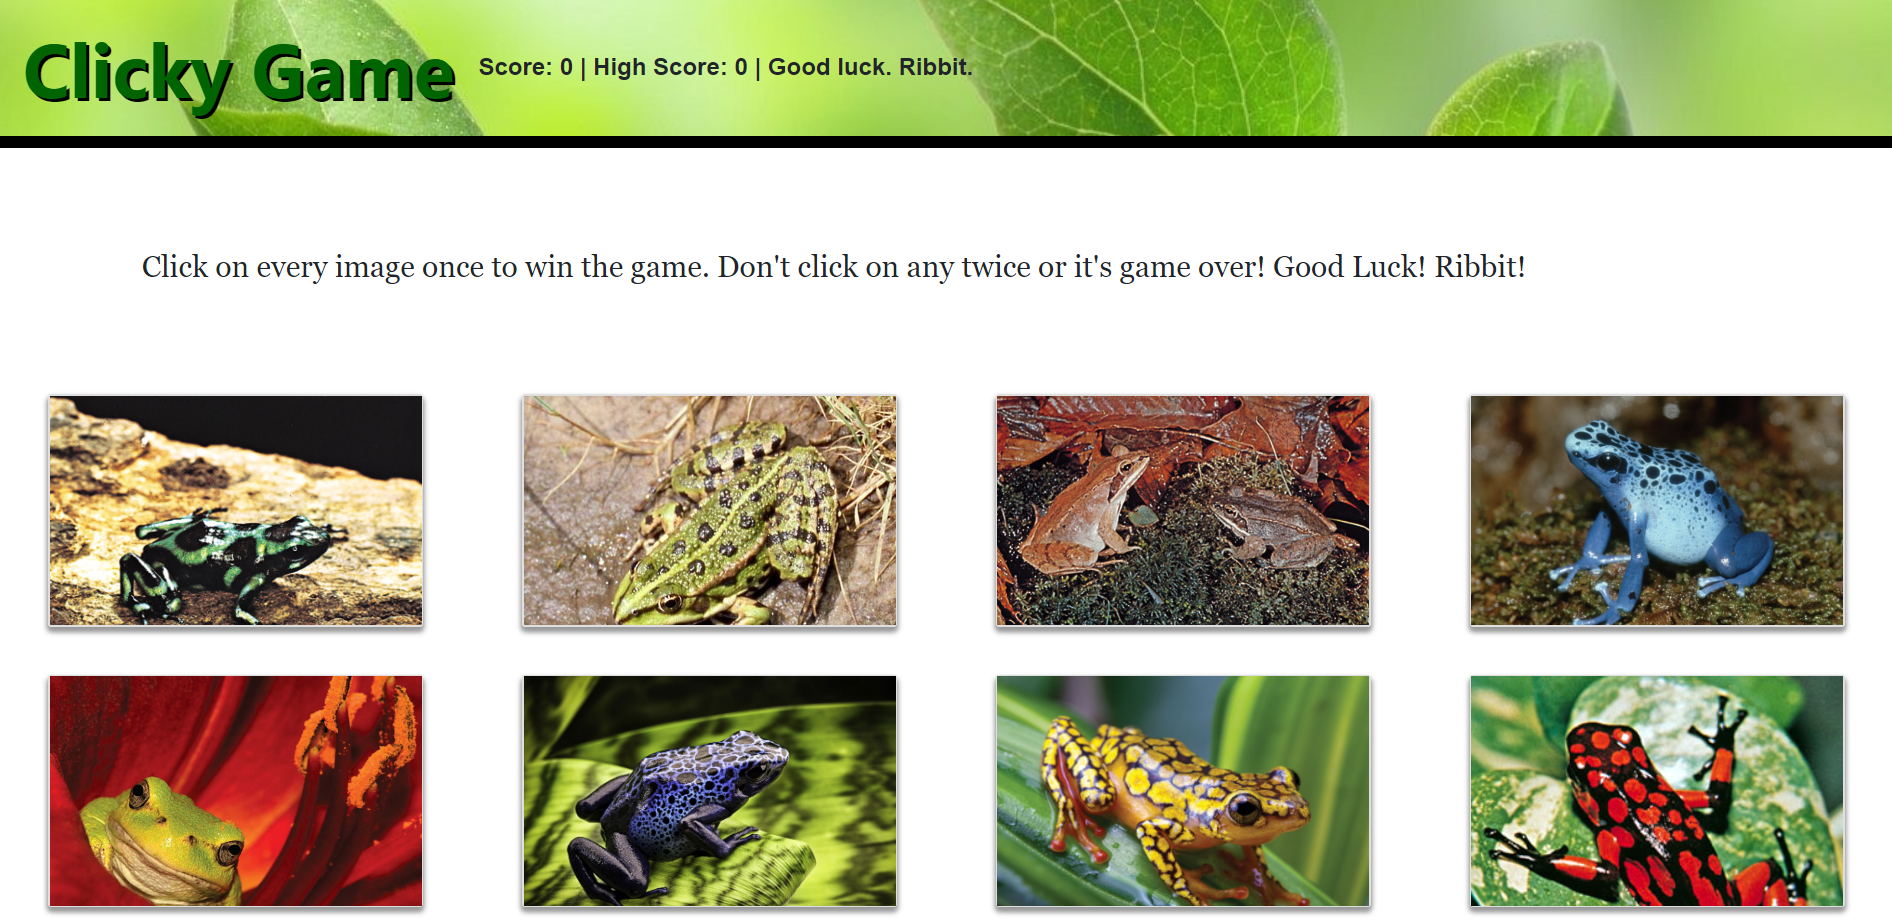 Clicky Game
Score: 0 | High Score: 0 | Good luck. Ribbit.
Click on every image once to win the game. Don't click on any twice or it's game over! Good Luck! Ribbit!